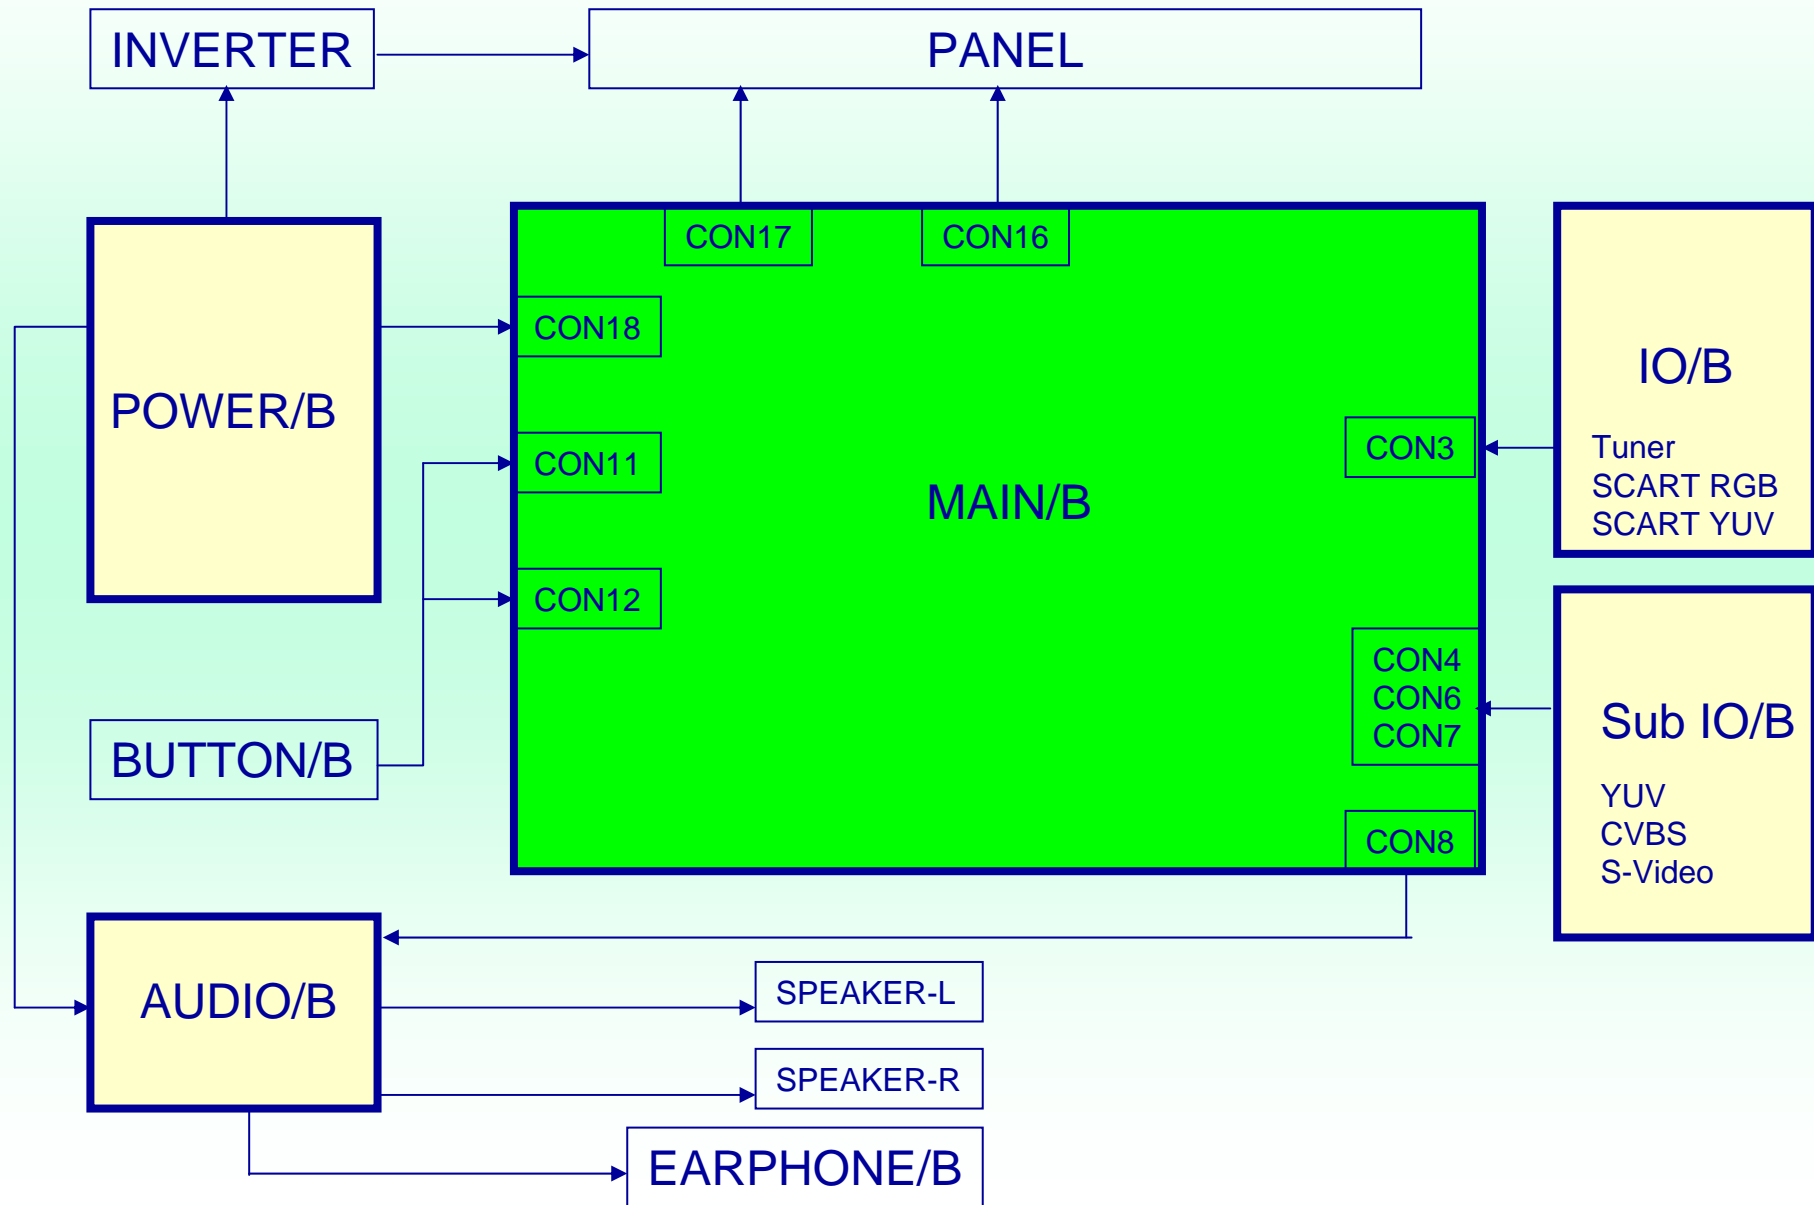 INVERTER
PANEL
CON17
CON16
CON18
POWER/B
CON11
CON12
MAIN/B
CON3
IO/B
Tuner
SCART RGB
SCART YUV
CON4
CON6
CON7
Sub IO/B
YUV
CVBS
S-Video
BUTTON/B
CON8
AUDIO/B
SPEAKER-L
SPEAKER-R
EARPHONE/B